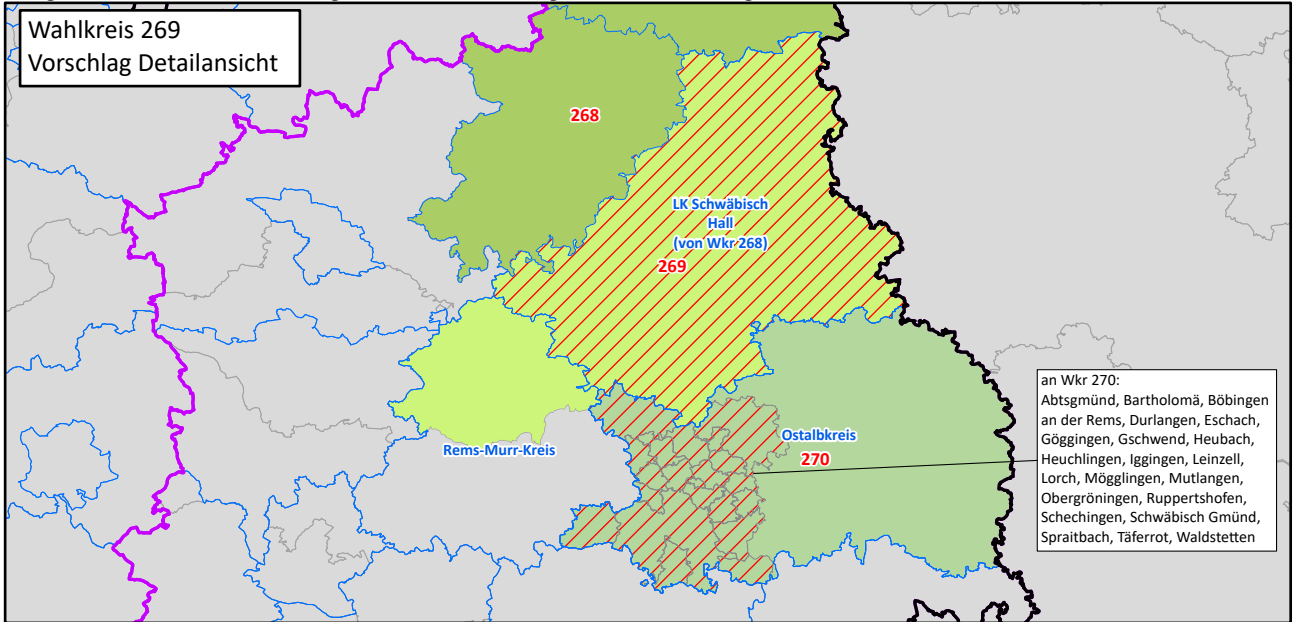 Wahlkreis 269
Vorschlag Detailansicht
268
LK Schwäbisch
Hall
(von Wkr 268)
269
Rems-Murr-Kreis
Ostalbkreis
270
an Wkr 270:
Abtsgmünd, Bartholomä, Böbingen
an der Rems, Durlangen, Eschach,
Göggingen, Gschwend, Heubach,
Heuchlingen, Iggingen, Leinzell,
Lorch, Mögglingen, Mutlangen,
Obergröningen, Ruppertshofen,
Schechingen, Schwäbisch Gmünd,
Spraitbach, Täferrot, Waldstetten